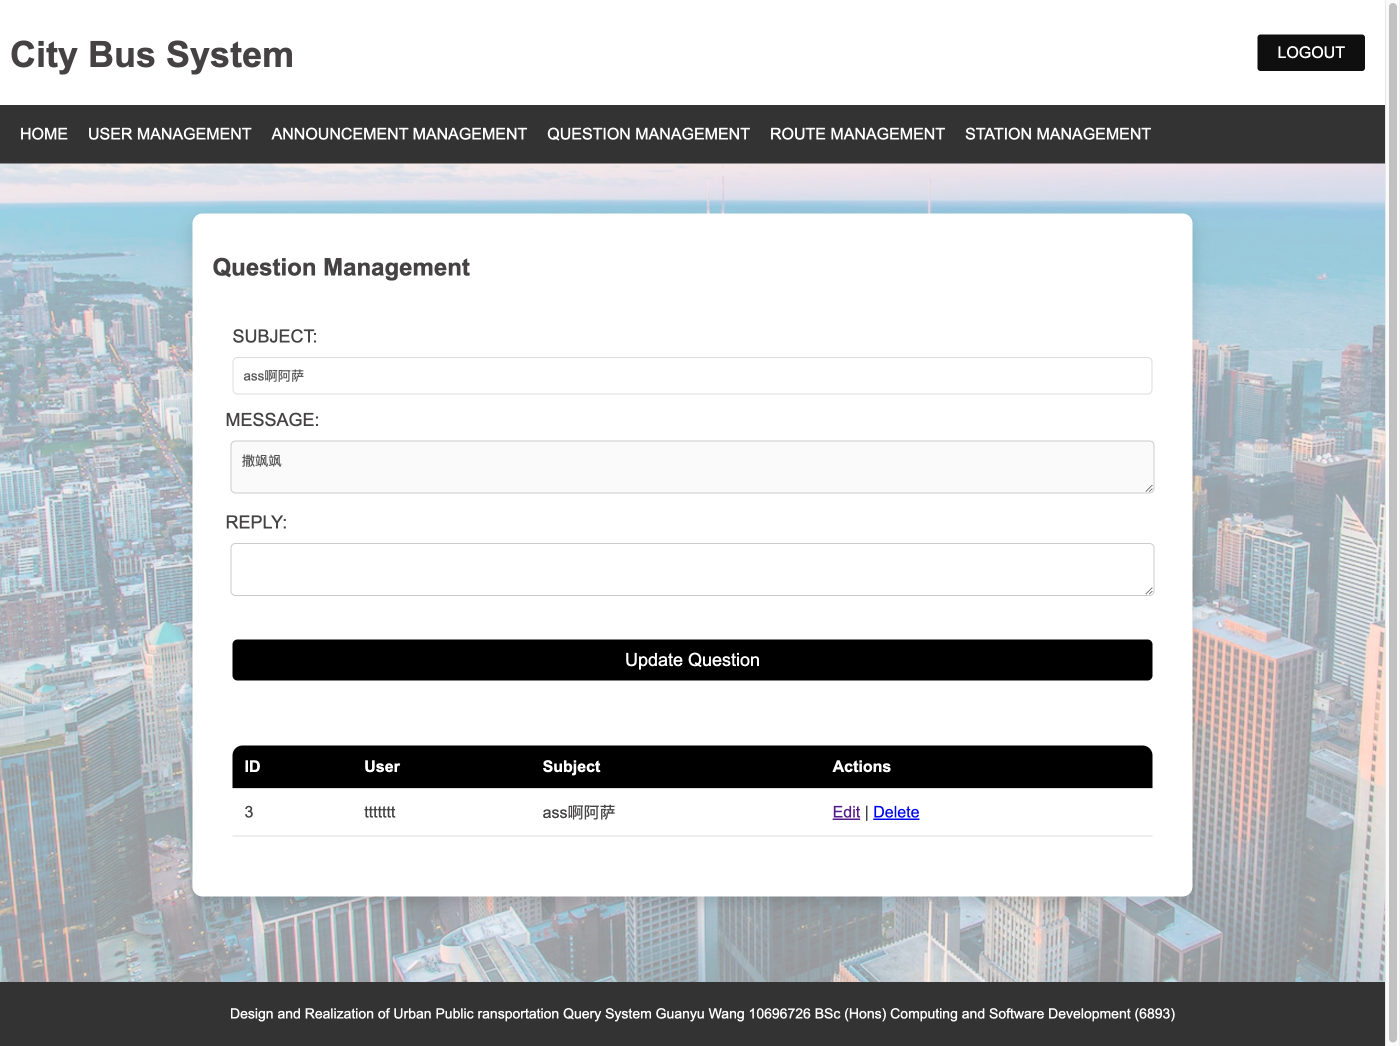 City Bus System
LOGOUT
HOME USER MANAGEMENT ANNOUNCEMENT MANAGEMENT QUESTION MANAGEMENT ROUTE MANAGEMENT STATION MANAGEMENT
Question Management
SUBJECT:
ass啊阿萨
MESSAGE:
撒飒飒
REPLY:
Update Question
ID User Subject Actions
3 ttttttt ass啊阿萨 Edit | Delete
Design and Realization of Urban Public ransportation Query System Guanyu Wang 10696726 BSc (Hons) Computing and Software Development (6893)